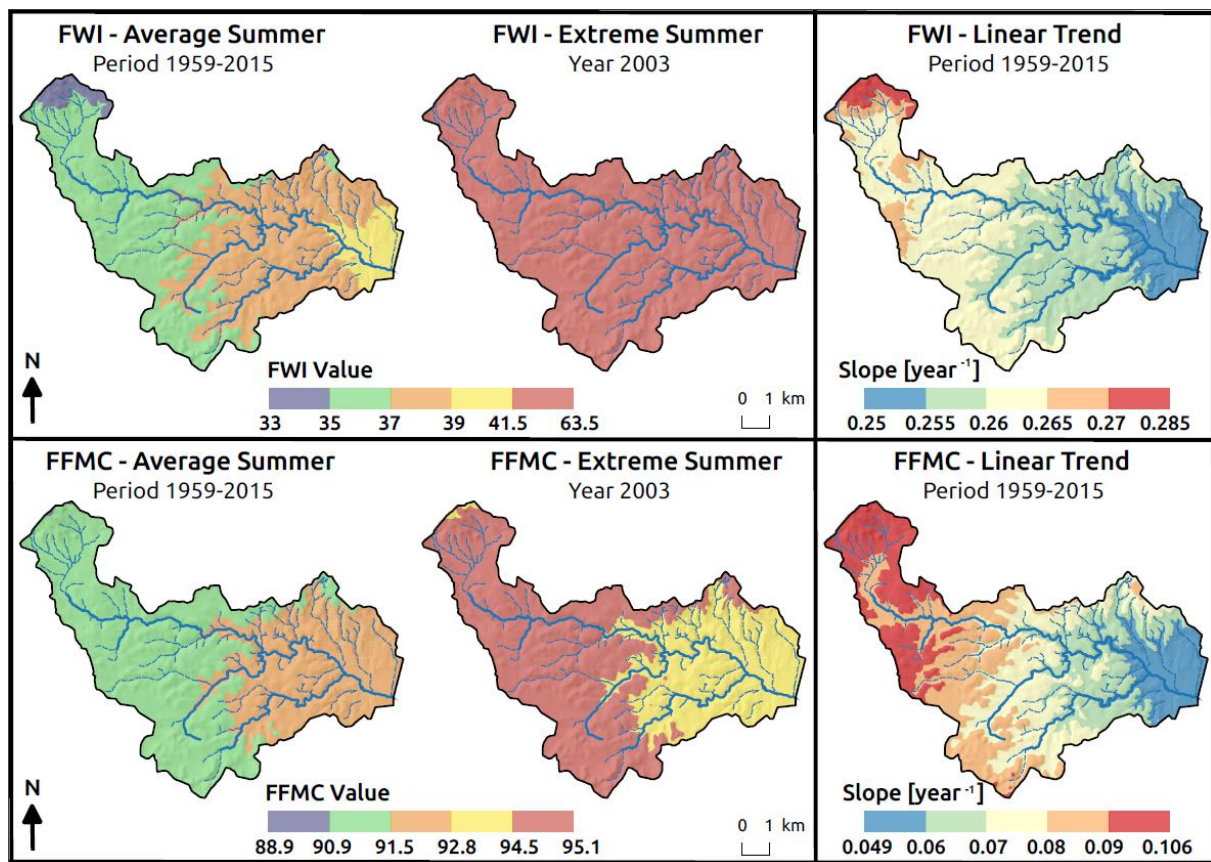 FWI - Average Summer
Period 1959-2015
FWI - Extreme Summer
Year 2003
N
FWI Value
33 35 37 39 41.5 63.5
0 1 km
FWI - Linear Trend
Period 1959-2015
Slope [year⁻¹]
0.25 0.255 0.26 0.265 0.27 0.285
FFMC - Average Summer
Period 1959-2015
FFMC - Extreme Summer
Year 2003
N
FFMC Value
88.9 90.9 91.5 92.8 94.5 95.1
0 1 km
FFMC - Linear Trend
Period 1959-2015
Slope [year⁻¹]
0.049 0.06 0.07 0.08 0.09 0.106